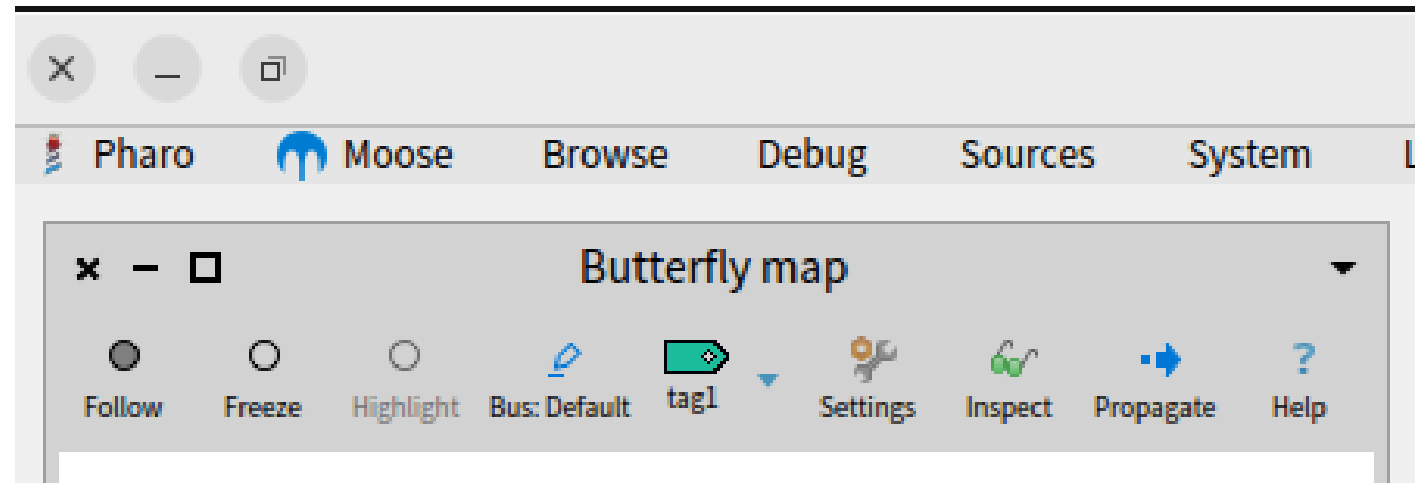 Pharo Moose Browse Debug Sources System
Butterfly map
Follow Freeze Highlight Bus: Default tag1 Settings Inspect Propagate Help